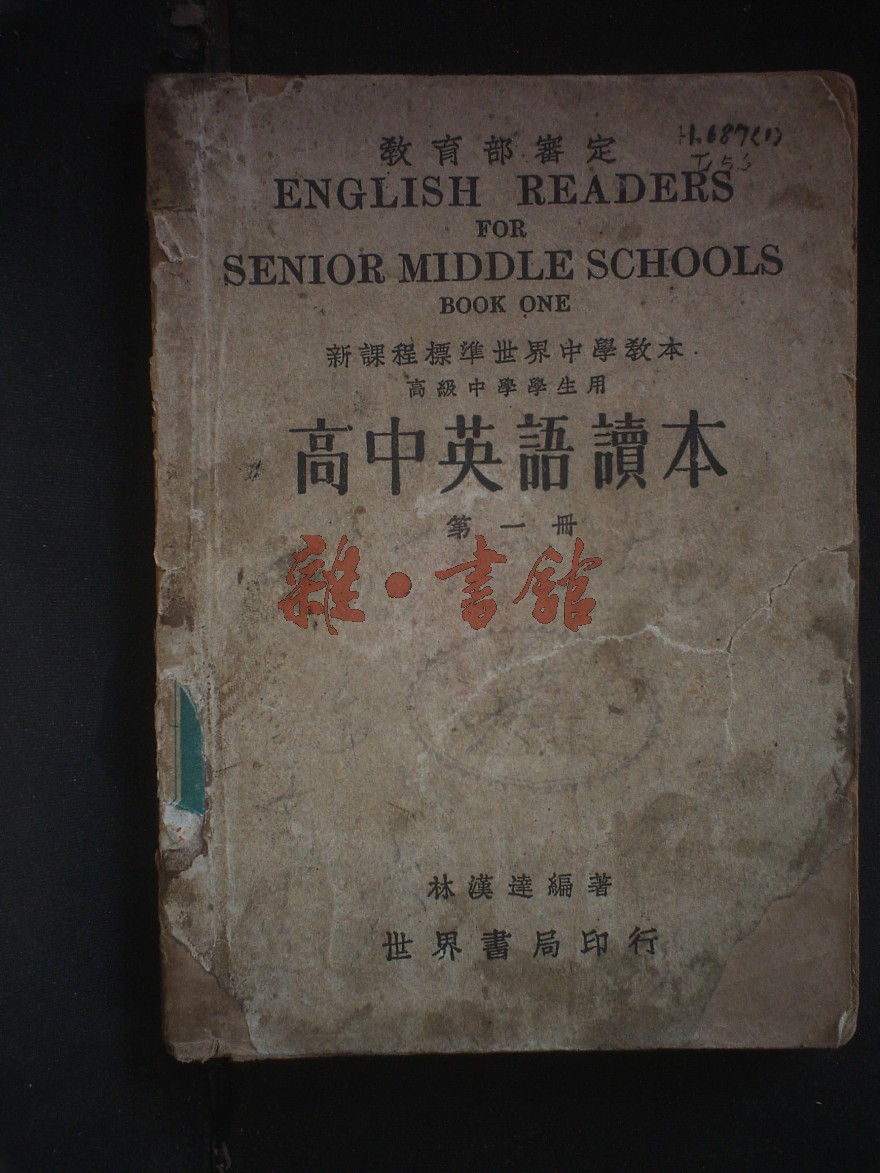 教育部審定
H.687(1)
ENGLISH READERS
FOR
SENIOR MIDDLE SCHOOLS
BOOK ONE
新課程標準世界中學教本
高級中學學生用
高中英語讀本
第一冊
雜·書館
林漢達編著
世界書局印行